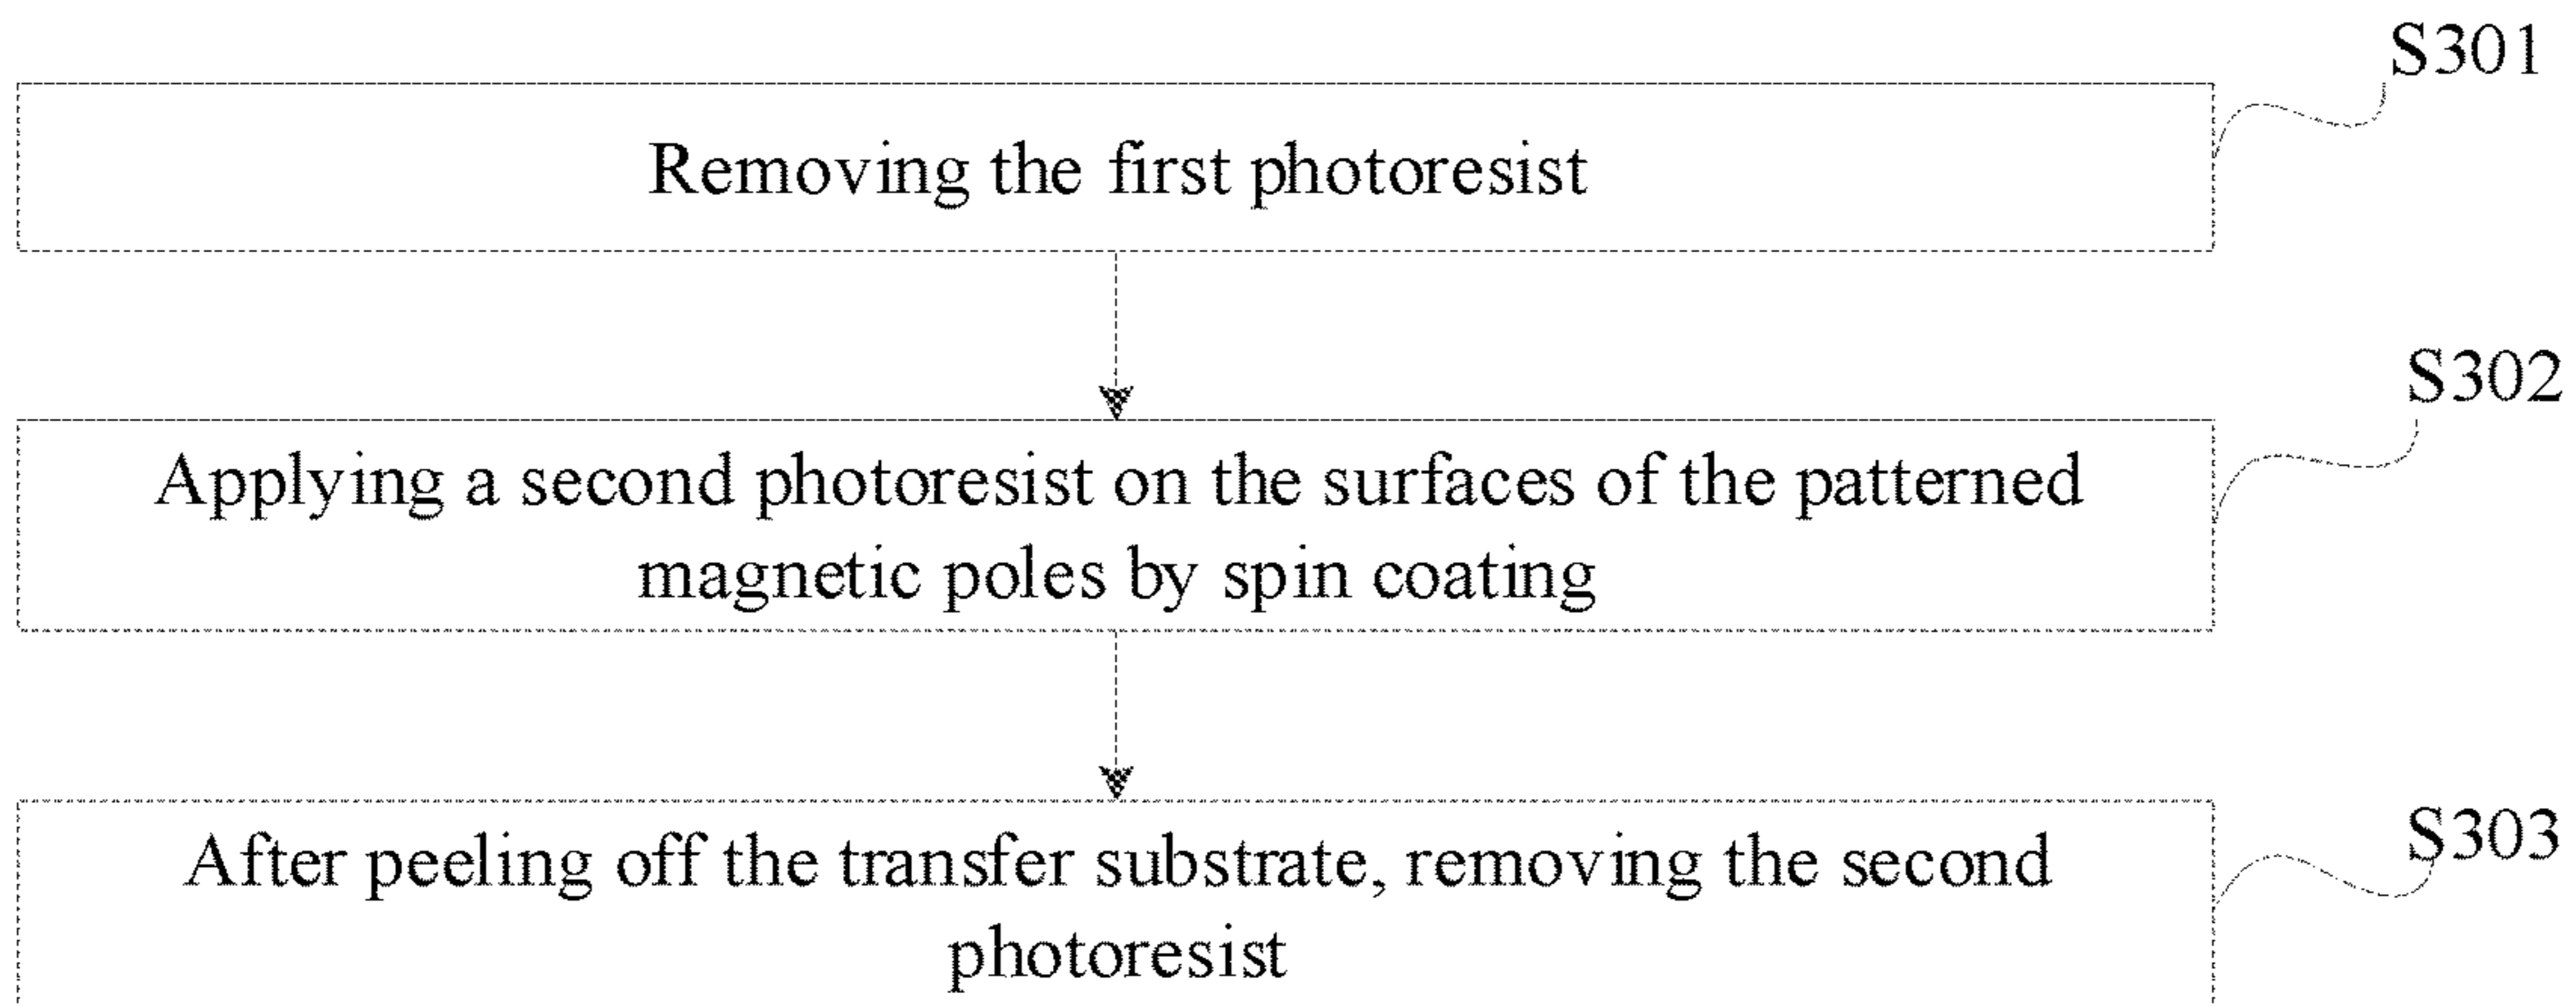 S301
Removing the first photoresist
S302
Applying a second photoresist on the surfaces of the patterned
magnetic poles by spin coating
S303
After peeling off the transfer substrate, removing the second
photoresist